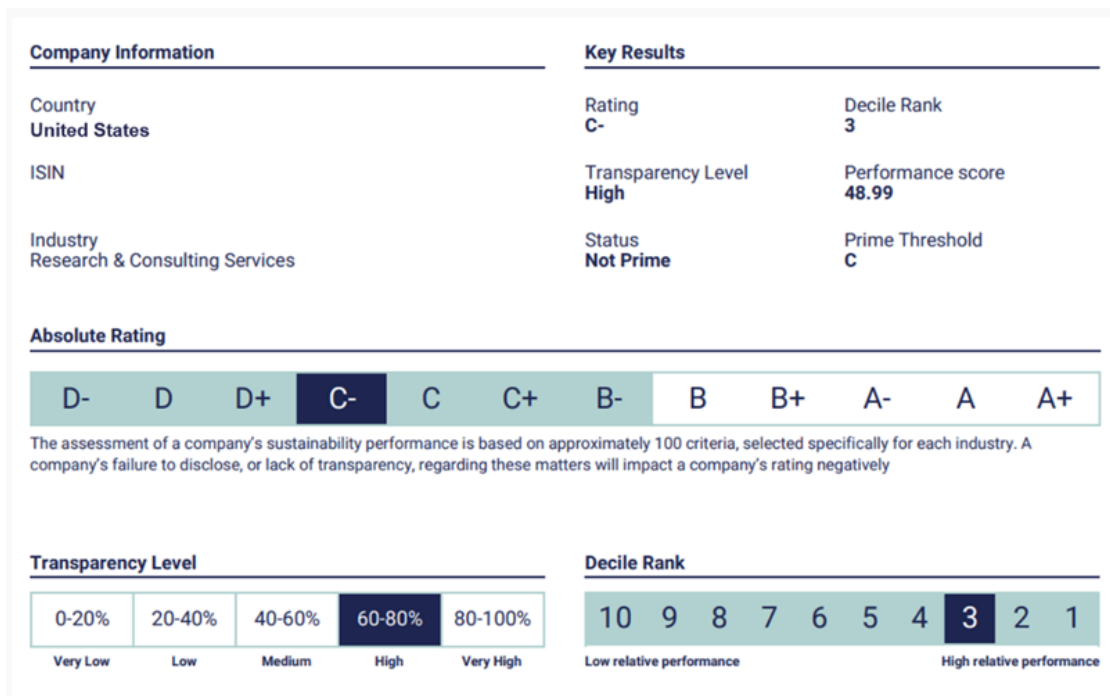 Company Information
Key Results
Country
United States
Rating
C-
Decile Rank
3
ISIN
Transparency Level
High
Performance score
48.99
Industry
Research & Consulting Services
Status
Not Prime
Prime Threshold
C
Absolute Rating
D- D D+ C- C C+ B- B B+ A- A A+
The assessment of a company's sustainability performance is based on approximately 100 criteria, selected specifically for each industry. A
company's failure to disclose, or lack of transparency, regarding these matters will impact a company's rating negatively
Transparency Level
0-20% 20-40% 40-60% 60-80% 80-100%
Very Low Low Medium High Very High
Decile Rank
10 9 8 7 6 5 4 3 2 1
Low relative performance High relative performance